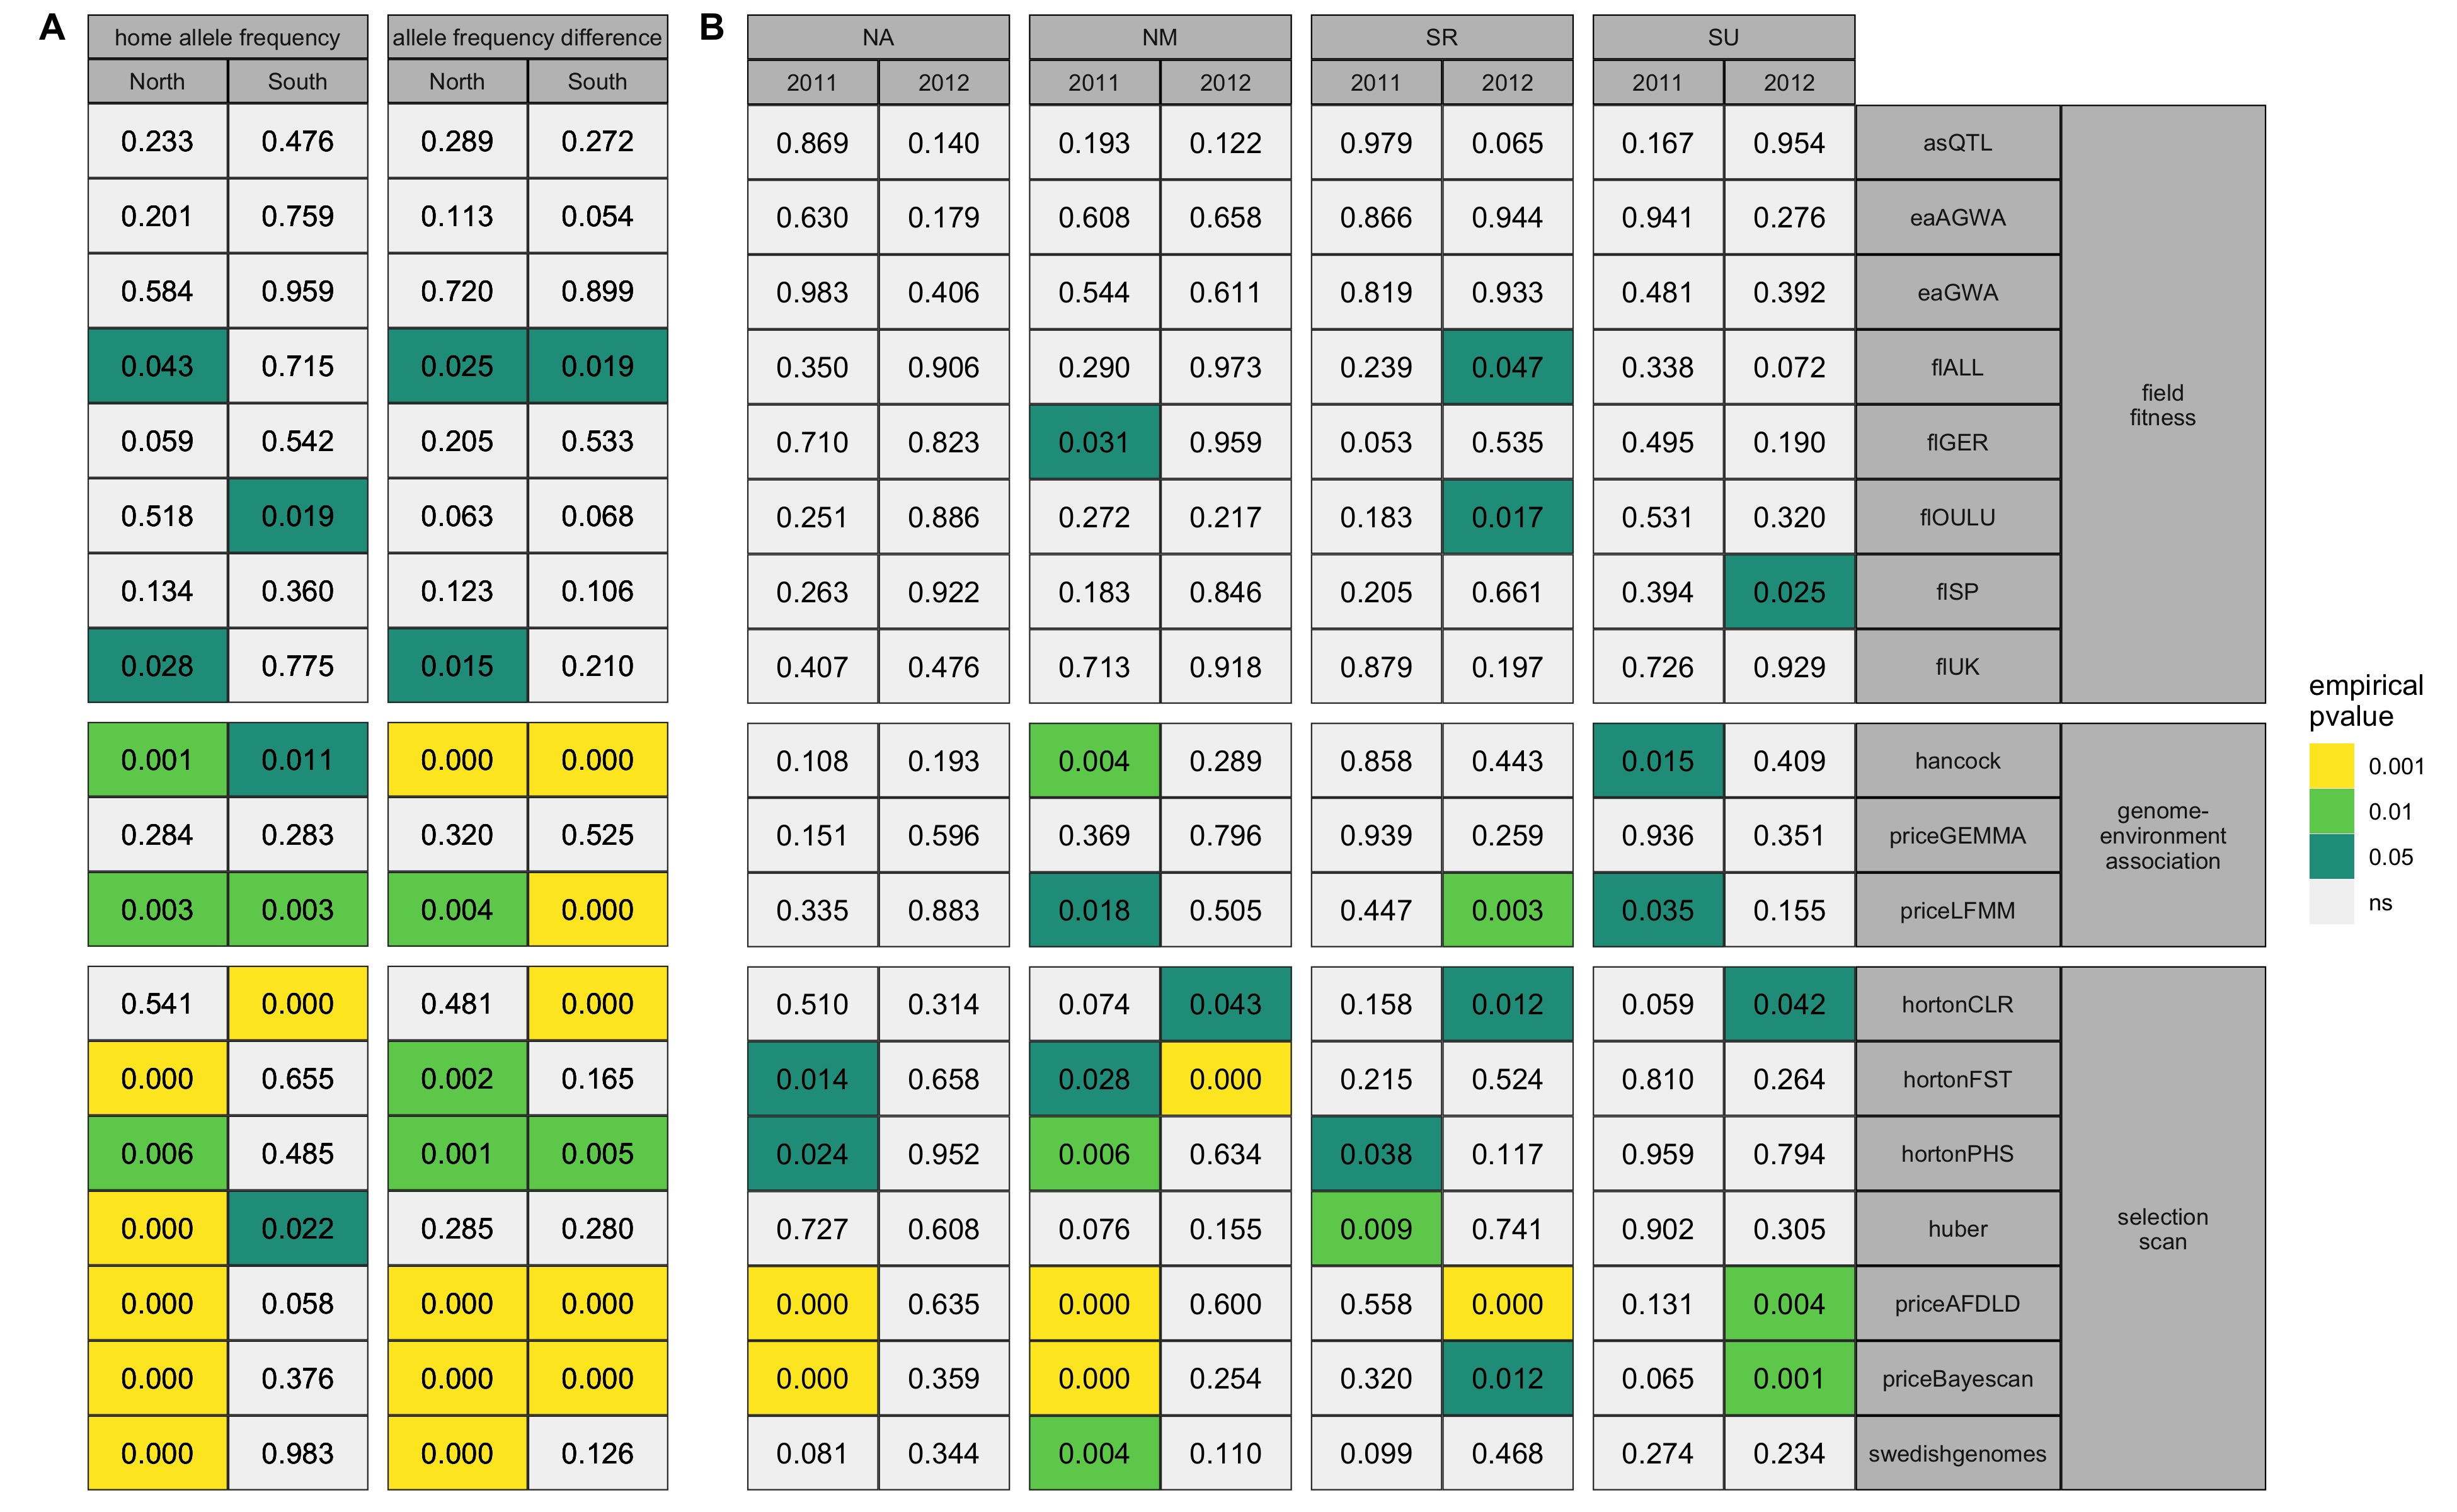 A
B
home allele frequency allele frequency difference NA NM SR SU
North South North South 2011 2012 2011 2012 2011 2012 2011 2012
0.233 0.476 0.289 0.272 0.869 0.140 0.193 0.122 0.979 0.065 0.167 0.954 asQTL
0.201 0.759 0.113 0.054 0.630 0.179 0.608 0.658 0.866 0.944 0.941 0.276 eaAGWA
0.584 0.959 0.720 0.899 0.983 0.406 0.544 0.611 0.819 0.933 0.481 0.392 eaGWA
0.043 0.715 0.025 0.019 0.350 0.906 0.290 0.973 0.239 0.047 0.338 0.072 flALL
field
fitness
0.059 0.542 0.205 0.533 0.710 0.823 0.031 0.959 0.053 0.535 0.495 0.190 flGER
0.518 0.019 0.063 0.068 0.251 0.886 0.272 0.217 0.183 0.017 0.531 0.320 flOULU
0.134 0.360 0.123 0.106 0.263 0.922 0.183 0.846 0.205 0.661 0.394 0.025 flSP
0.028 0.775 0.015 0.210 0.407 0.476 0.713 0.918 0.879 0.197 0.726 0.929 flUK
0.001 0.011 0.000 0.000 0.108 0.193 0.004 0.289 0.858 0.443 0.015 0.409 hancock
0.284 0.283 0.320 0.525 0.151 0.596 0.369 0.796 0.939 0.259 0.936 0.351 priceGEMMA
genome-
environment
association
0.003 0.003 0.004 0.000 0.335 0.883 0.018 0.505 0.447 0.003 0.035 0.155 priceLFMM
0.541 0.000 0.481 0.000 0.510 0.314 0.074 0.043 0.158 0.012 0.059 0.042 hortonCLR
0.000 0.655 0.002 0.165 0.014 0.658 0.028 0.000 0.215 0.524 0.810 0.264 hortonFST
0.006 0.485 0.001 0.005 0.024 0.952 0.006 0.634 0.038 0.117 0.959 0.794 hortonPHS
0.000 0.022 0.285 0.280 0.727 0.608 0.076 0.155 0.009 0.741 0.902 0.305 huber
selection
scan
0.000 0.058 0.000 0.000 0.000 0.635 0.000 0.600 0.558 0.000 0.131 0.004 priceAFDLD
0.000 0.376 0.000 0.000 0.000 0.359 0.000 0.254 0.320 0.012 0.065 0.001 priceBayescan
0.000 0.983 0.000 0.126 0.081 0.344 0.004 0.110 0.099 0.468 0.274 0.234 swedishgenomes
empirical
pvalue
0.001
0.01
0.05
ns